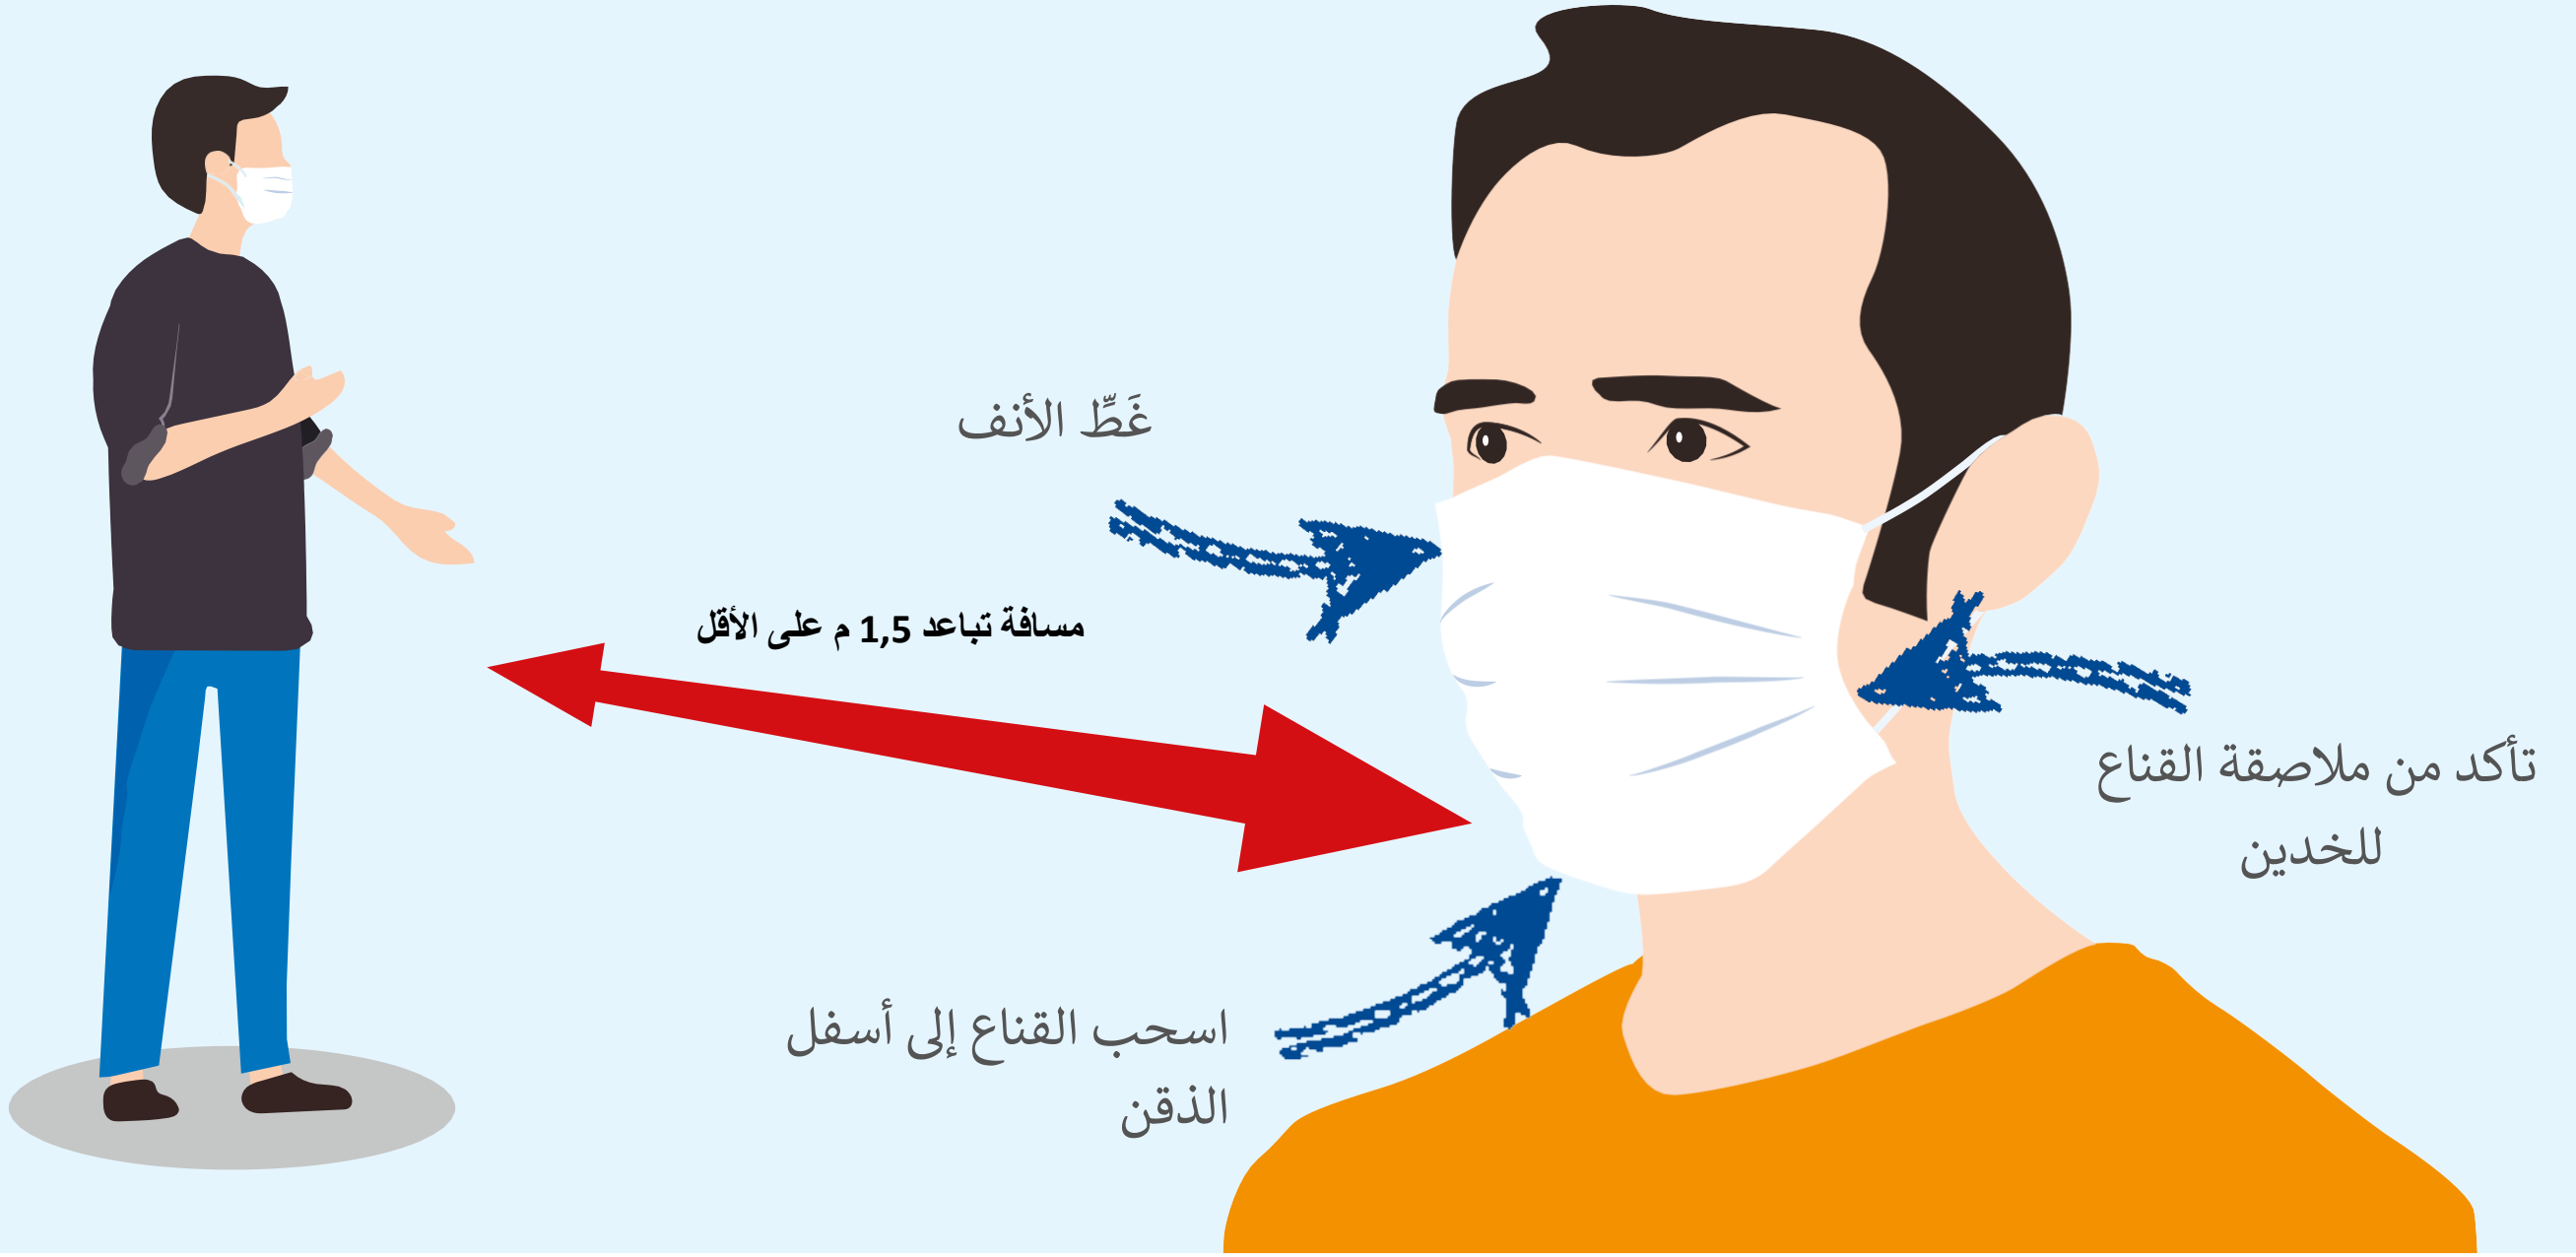 غَطِّ الأنف
مسافة تباعد 1,5 م على الأقل
تأكد من ملاصقة القناع
للخدين
اسحب القناع إلى أسفل
الذقن